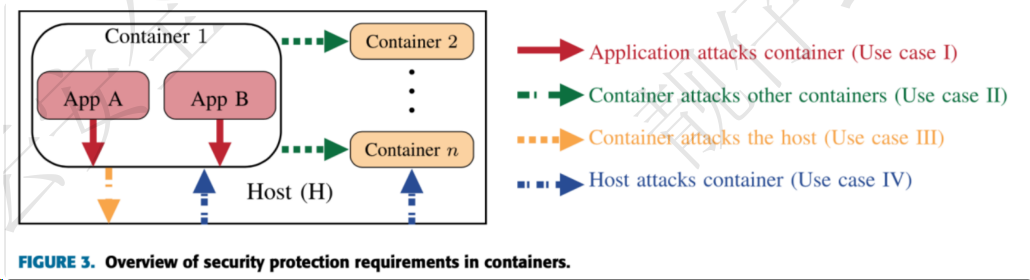 Container 1
Container 2
App A
App B
Container n
Host (H)
Application attacks container (Use case I)
Container attacks other containers (Use case II)
Container attacks the host (Use case III)
Host attacks container (Use case IV)
FIGURE 3. Overview of security protection requirements in containers.